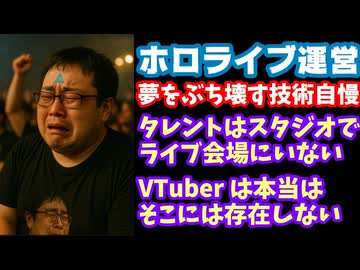 ホロライブ運営
夢をぶち壊す技術自慢
タレントはスタジオで
ライブ会場にいない
VTuberは本当は
そこには存在しない